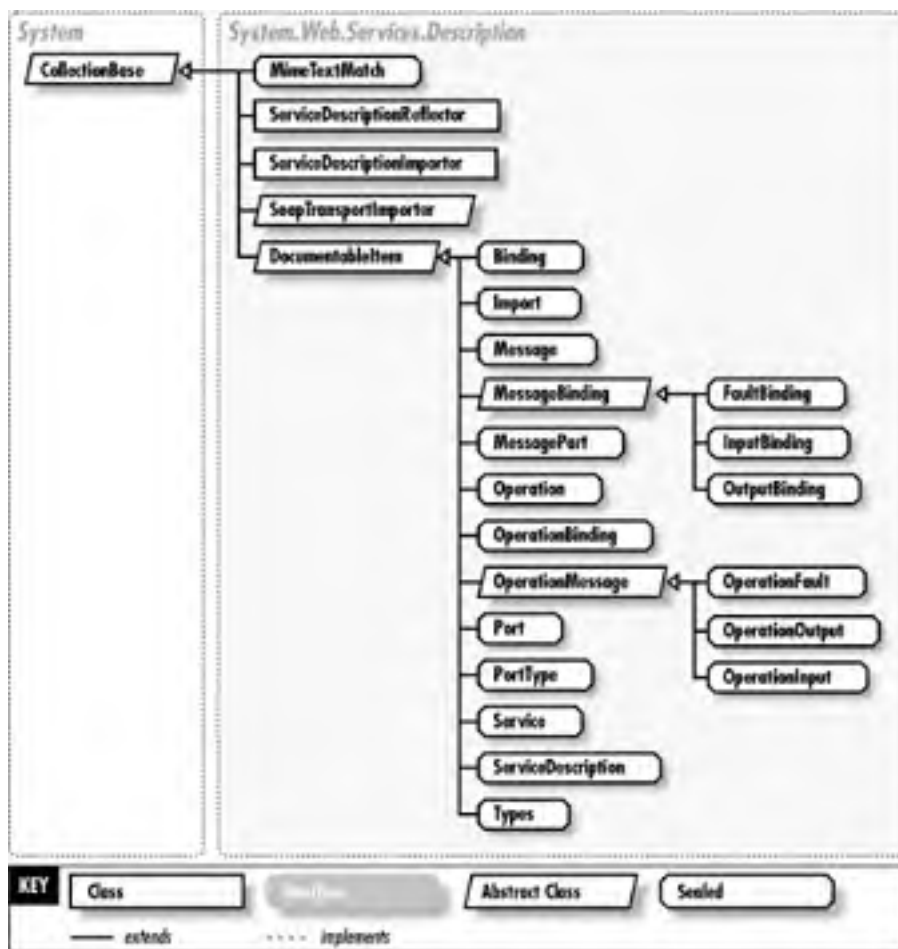 System
System.Web.Services.Description
CollectionBase
MimeTextMatch
ServiceDescriptionReflector
ServiceDescriptionImporter
SoapTransportImporter
DocumentableItem
Binding
Import
Message
MessageBinding
FaultBinding
MessagePart
InputBinding
Operation
OutputBinding
OperationBinding
OperationMessage
OperationFault
Port
OperationOutput
PortType
OperationInput
Service
ServiceDescription
Types
KEY
Class
Abstract Class
Sealed
extends
implements